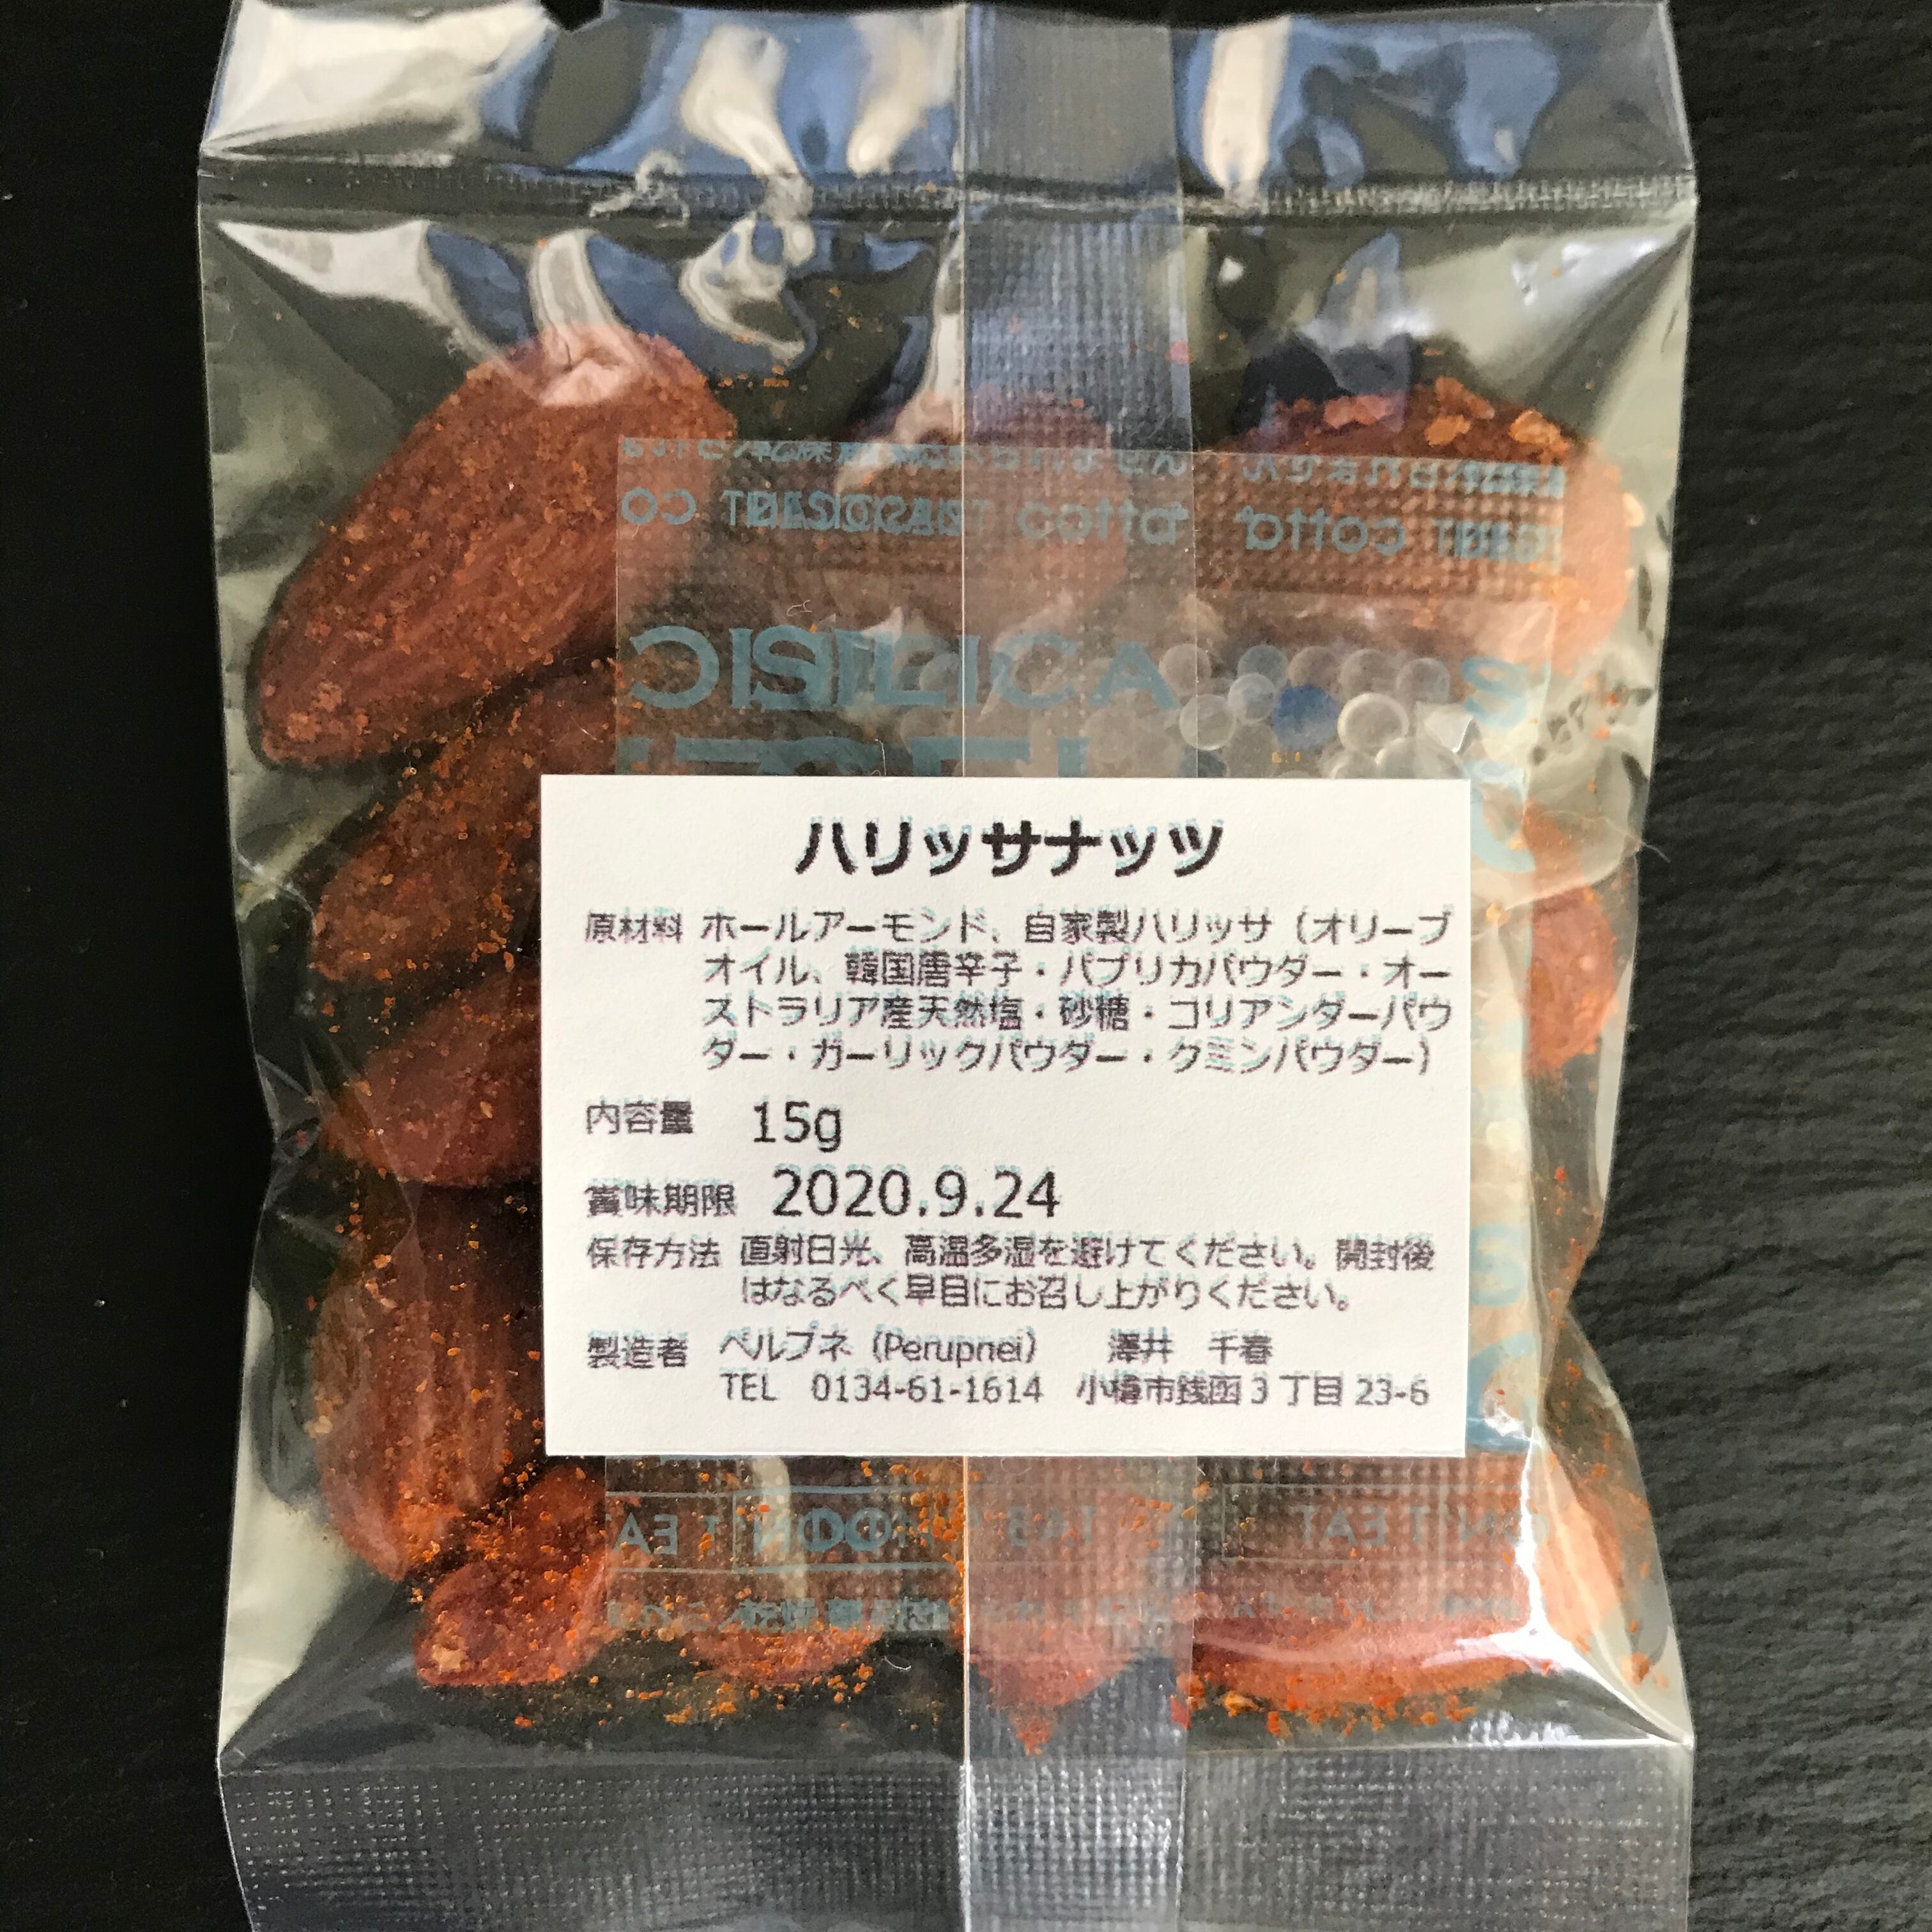 SILICA
ハリッサナッツ
原材料 ホールアーモンド、自家製ハリッサ（オリーブ
オイル、韓国唐辛子・パプリカパウダー・オー
ストラリア産天然塩・砂糖・コリアンダーパウ
ダー・ガーリックパウダー・クミンパウダー）
内容量 15g
賞味期限 2020.9.24
保存方法 直射日光、高温多湿を避けてください。開封後
はなるべく早目にお召し上がりください。
製造者 ペルプネ（Perupnei） 澤井 千春
TEL 0134-61-1614 小樽市銭函3丁目23-6